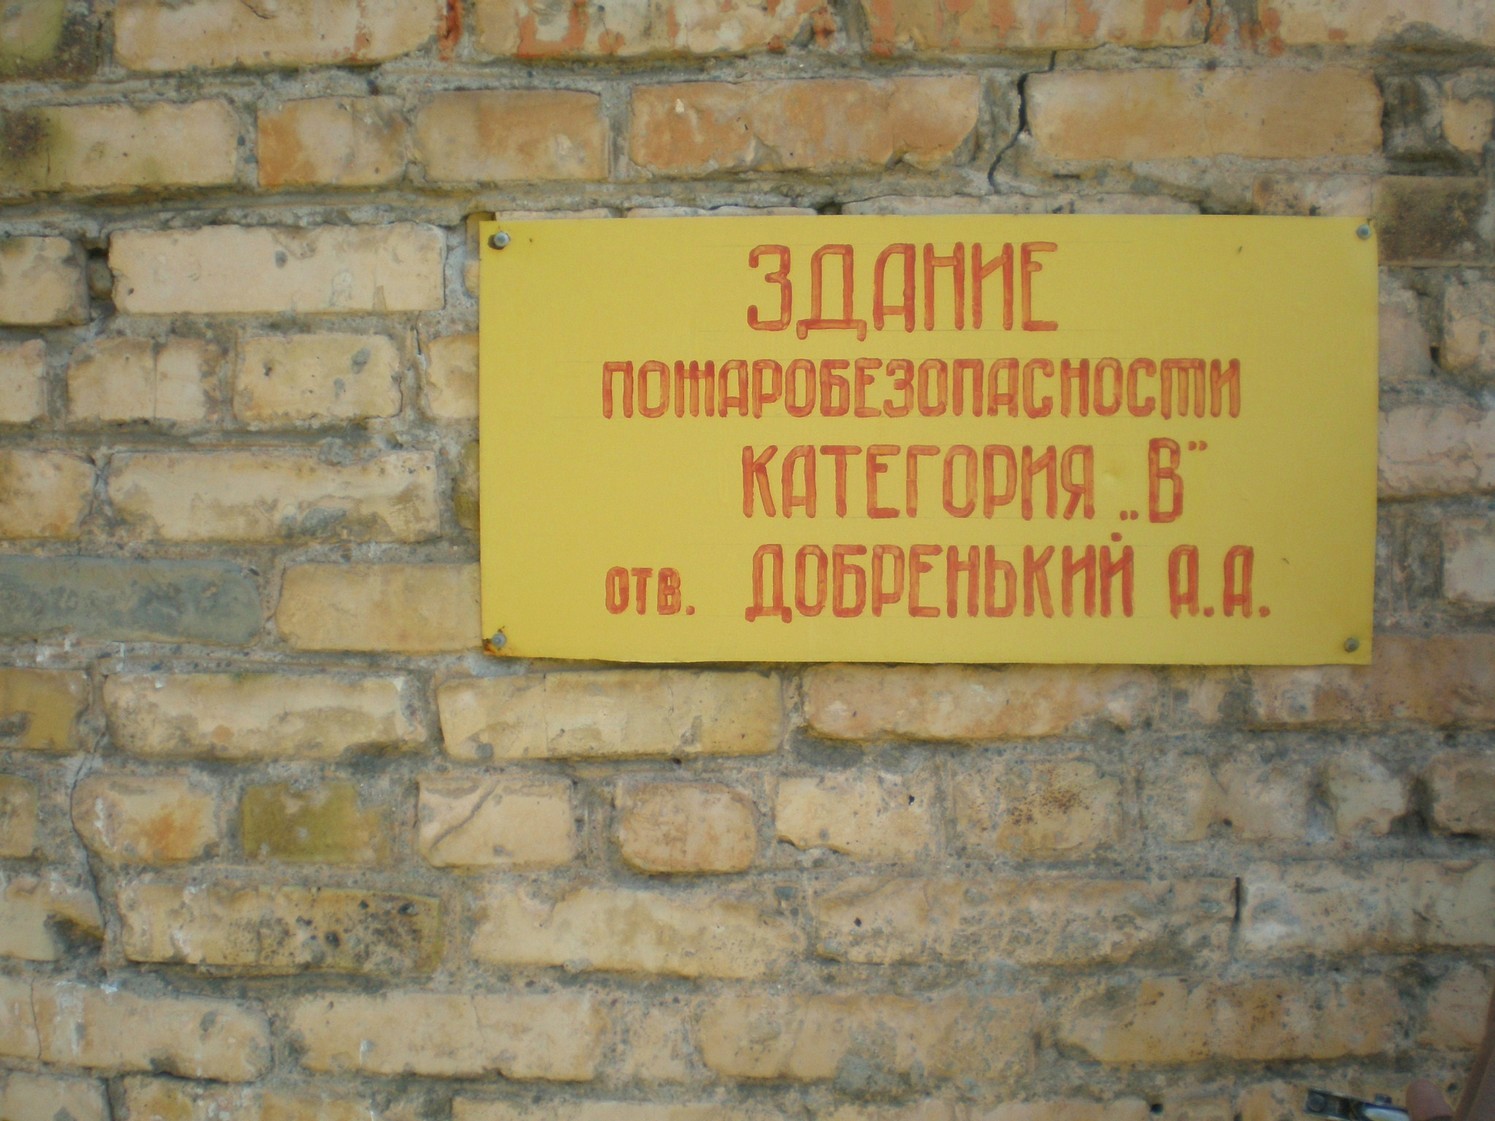 ЗДАНИЕ
ПОЖАРОБЕЗОПАСНОСТИ
КАТЕГОРИЯ „В”
ОТВ. ДОБРЕНЬКИЙ А.А.